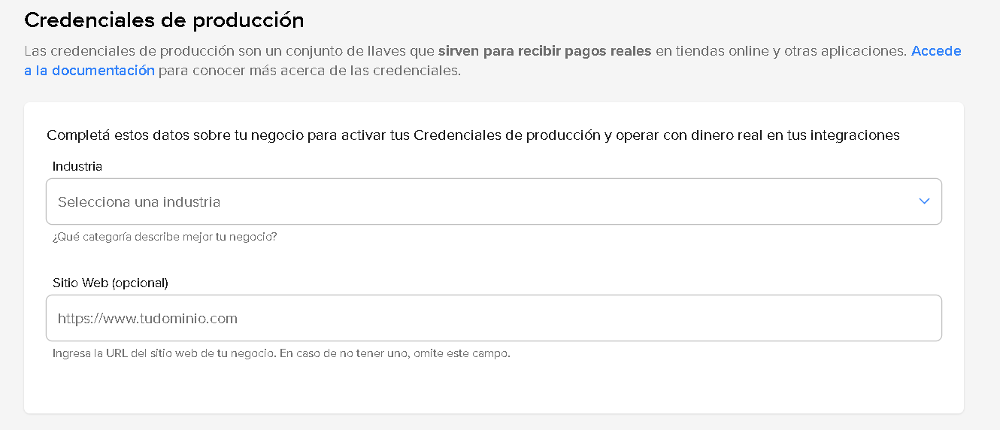 Credenciales de producción
Las credenciales de producción son un conjunto de llaves que sirven para recibir pagos reales en tiendas online y otras aplicaciones. Accede
a la documentación para conocer más acerca de las credenciales.
Completá estos datos sobre tu negocio para activar tus Credenciales de producción y operar con dinero real en tus integraciones
Industria
Selecciona una industria
¿Qué categoría describe mejor tu negocio?
Sitio Web (opcional)
https://www.tudominio.com
Ingresa la URL del sitio web de tu negocio. En caso de no tener uno, omite este campo.